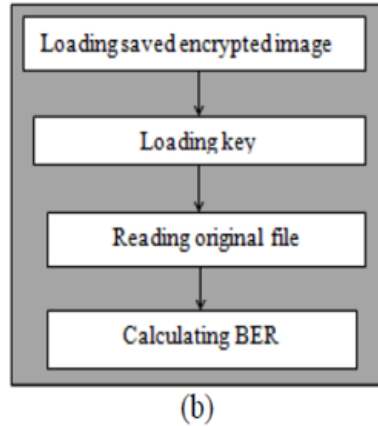 Loading saved encrypted image
Loading key
Reading original file
Calculating BER
(b)